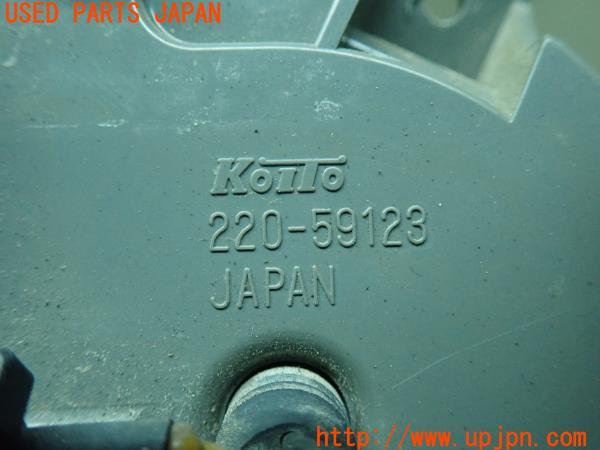 USED PARTS JAPAN
KOITO
220-59123
JAPAN
http://www.upjpn.com